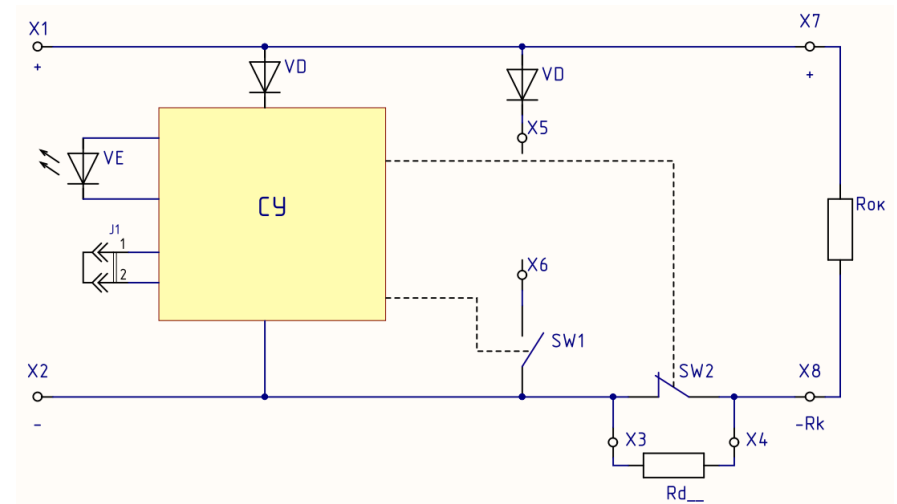 X1
X7
+
VD
VD
+
X5
VE
Rок
СУ
J1
1
2
X6
SW1
X2
SW2
X8
-
-Rk
X3
X4
Rd__